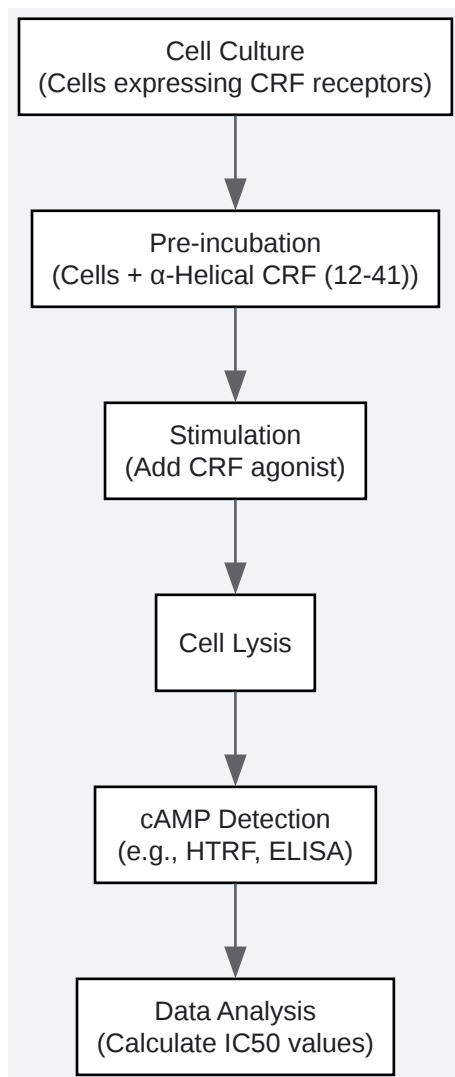 Cell Culture
(Cells expressing CRF receptors)
Pre-incubation
(Cells + α-Helical CRF (12-41))
Stimulation
(Add CRF agonist)
Cell Lysis
cAMP Detection
(e.g., HTRF, ELISA)
Data Analysis
(Calculate IC50 values)